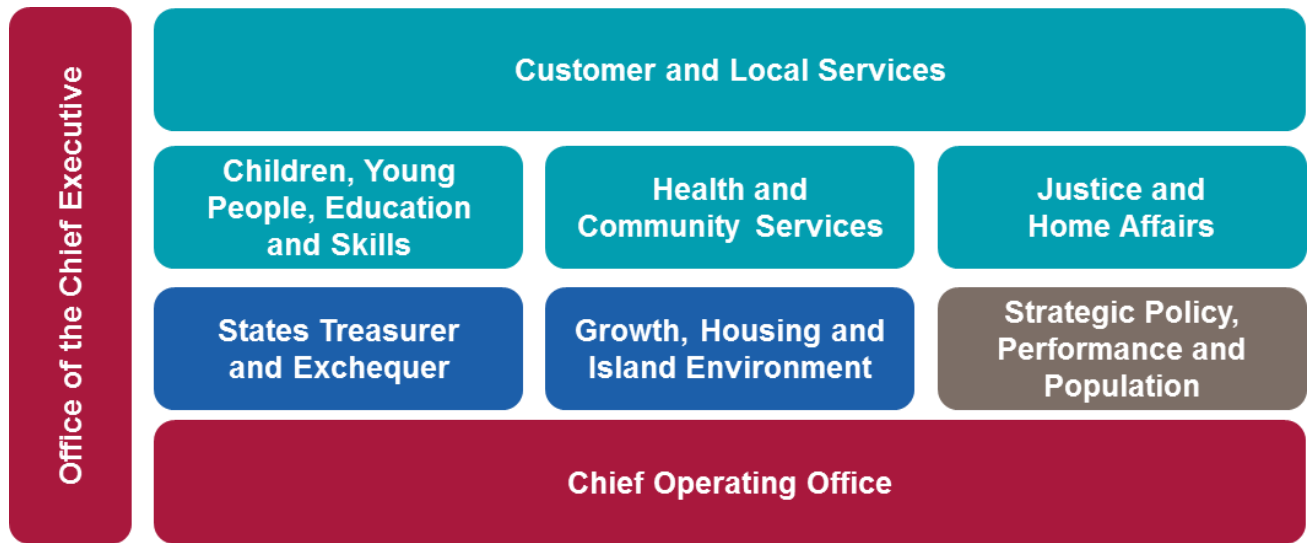 Office of the Chief Executive
Customer and Local Services
Children, Young
People, Education
and Skills
Health and
Community Services
Justice and
Home Affairs
States Treasurer
and Exchequer
Growth, Housing and
Island Environment
Strategic Policy,
Performance and
Population
Chief Operating Office